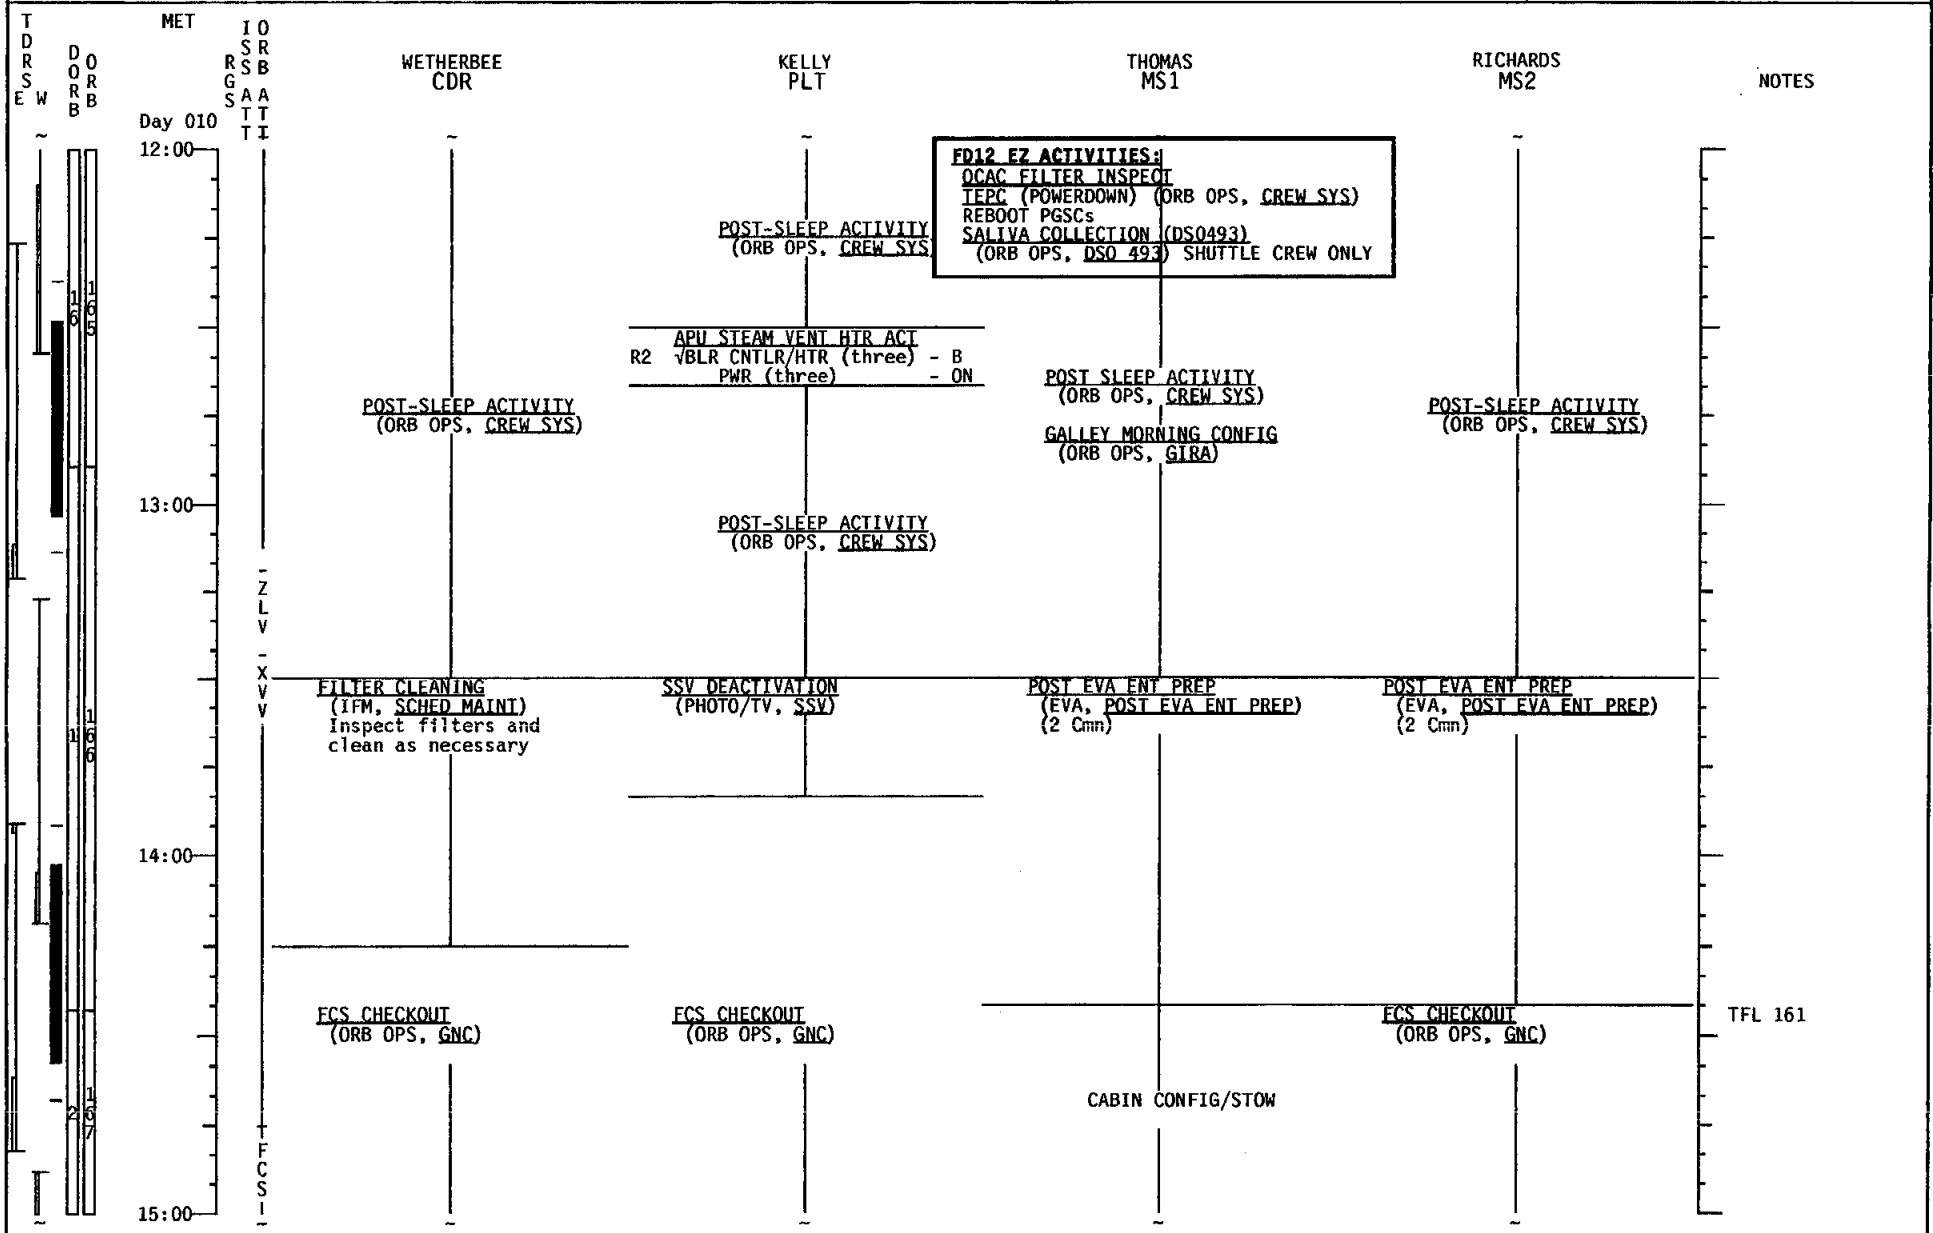 TDRS
E W
DORB
ORB
MET
RGS
ISS ATT
ORB ATT
WETHERBEE
CDR
KELLY
PLT
THOMAS
MS1
RICHARDS
MS2
NOTES
Day 010
12:00
FD12 EZ ACTIVITIES:
OCAC FILTER INSPECT
TEPC (POWERDOWN) (ORB OPS, CREW SYS)
REBOOT PGSCs
SALIVA COLLECTION (DSO493)
(ORB OPS, DSO 493) SHUTTLE CREW ONLY
POST-SLEEP ACTIVITY
(ORB OPS, CREW SYS
16
165
APU STEAM VENT HTR ACT
R2 √BLR CNTLR/HTR (three) - B
PWR (three) - ON
POST SLEEP ACTIVITY
(ORB OPS, CREW SYS)
GALLEY MORNING CONFIG
(ORB OPS, GIRA)
POST-SLEEP ACTIVITY
(ORB OPS, CREW SYS)
POST-SLEEP ACTIVITY
(ORB OPS, CREW SYS)
13:00
POST-SLEEP ACTIVITY
(ORB OPS, CREW SYS)
-ZLV -XVV
FILTER CLEANING
(IFM, SCHED MAINT)
Inspect filters and
clean as necessary
SSV DEACTIVATION
(PHOTO/TV, SSV)
POST EVA ENT PREP
(EVA, POST EVA ENT PREP)
(2 Cmn)
POST EVA ENT PREP
(EVA, POST EVA ENT PREP)
(2 Cmn)
1
166
14:00
FCS CHECKOUT
(ORB OPS, GNC)
FCS CHECKOUT
(ORB OPS, GNC)
FCS CHECKOUT
(ORB OPS, GNC)
TFL 161
CABIN CONFIG/STOW
2
167
FCS
15:00